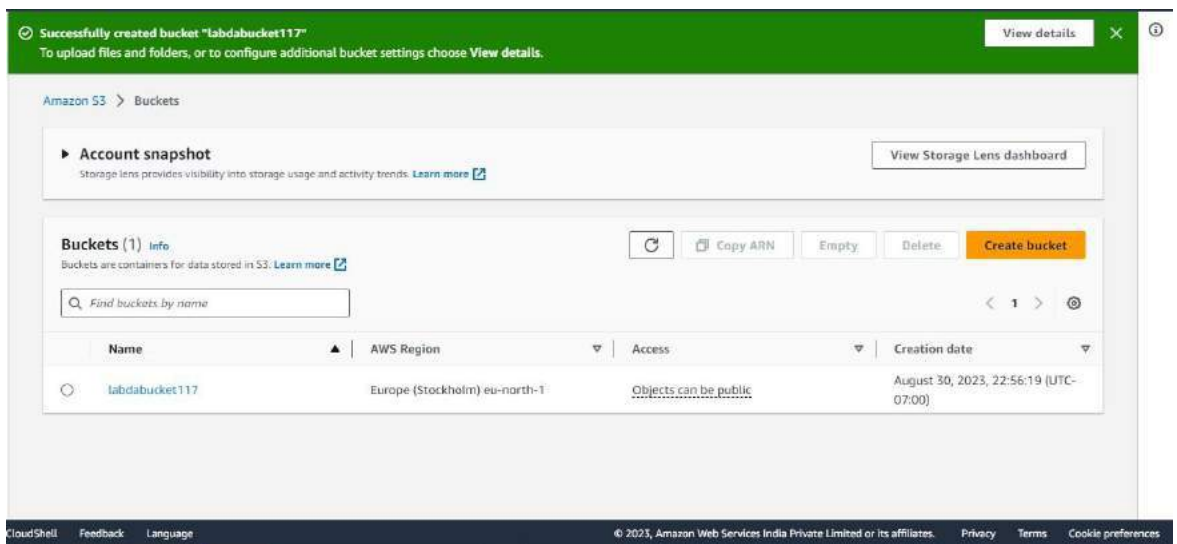 Successfully created bucket "labdabucket117"
View details
To upload files and folders, or to configure additional bucket settings choose View details.
Amazon S3 > Buckets
Account snapshot
View Storage Lens dashboard
Storage lens provides visibility into storage usage and activity trends. Learn more
Buckets (1) Info
Copy ARN
Empty
Delete
Create bucket
Buckets are containers for data stored in S3. Learn more
Find buckets by name
< 1 >
Name
AWS Region
Access
Creation date
labdabucket117
Europe (Stockholm) eu-north-1
Objects can be public
August 30, 2023, 22:56:19 (UTC-
07:00)
CloudShell Feedback Language
© 2023, Amazon Web Services India Private Limited or its affiliates. Privacy Terms Cookie preferences